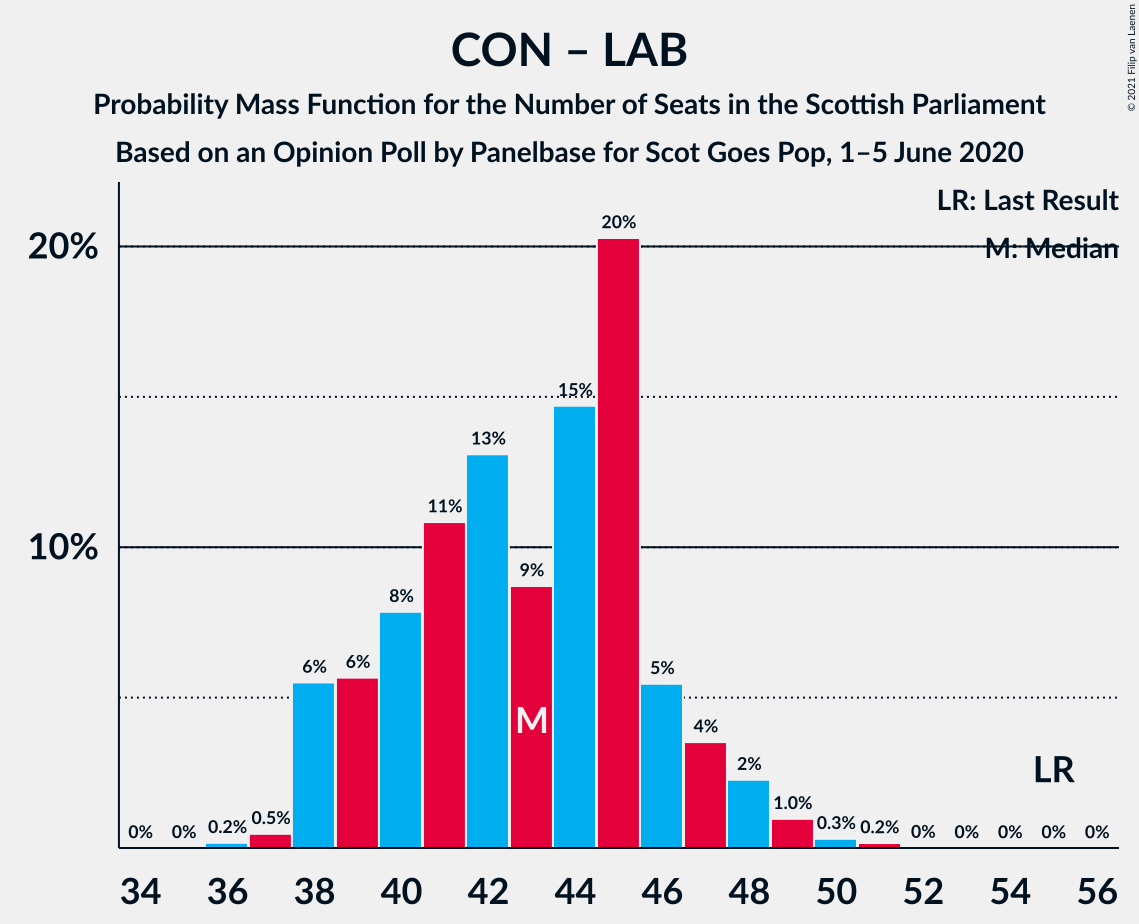 CON – LAB
Probability Mass Function for the Number of Seats in the Scottish Parliament
Based on an Opinion Poll by Panelbase for Scot Goes Pop, 1–5 June 2020
© 2021 Filip van Laenen
LR: Last Result
M: Median
20%
10%
0% 0% 0.2% 0.5% 6% 6% 8% 11% 13% 9% 15% 20% 5% 4% 2% 1.0% 0.3% 0.2% 0% 0% 0% 0% 0%
M
LR
34 36 38 40 42 44 46 48 50 52 54 56